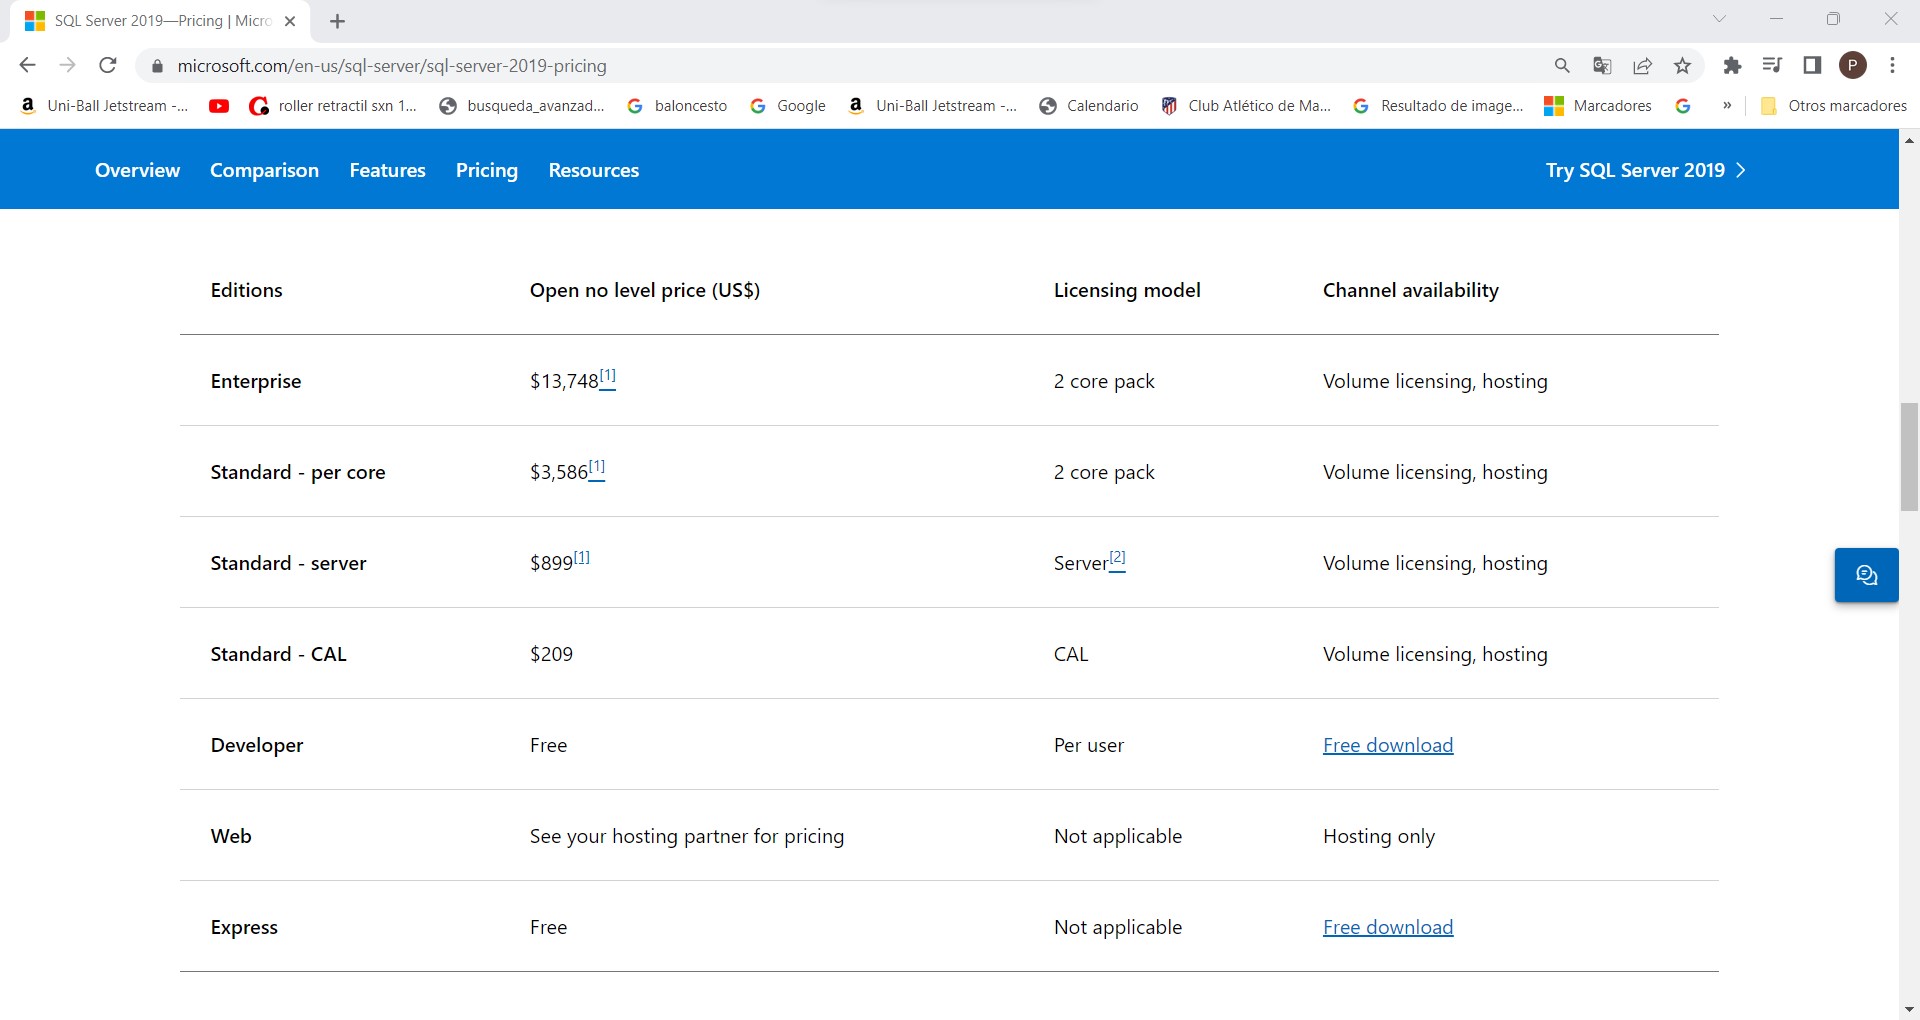 SQL Server 2019—Pricing | Micro
microsoft.com/en-us/sql-server/sql-server-2019-pricing
P
Uni-Ball Jetstream -... roller retractil sxn 1... busqueda_avanzad... baloncesto Google Uni-Ball Jetstream -... Calendario Club Atlético de Ma... Resultado de image... Marcadores » Otros marcadores
Overview Comparison Features Pricing Resources Try SQL Server 2019 >
Editions Open no level price (US$) Licensing model Channel availability
Enterprise $13,748[1] 2 core pack Volume licensing, hosting
Standard - per core $3,586[1] 2 core pack Volume licensing, hosting
Standard - server $899[1] Server[2] Volume licensing, hosting
Standard - CAL $209 CAL Volume licensing, hosting
Developer Free Per user Free download
Web See your hosting partner for pricing Not applicable Hosting only
Express Free Not applicable Free download